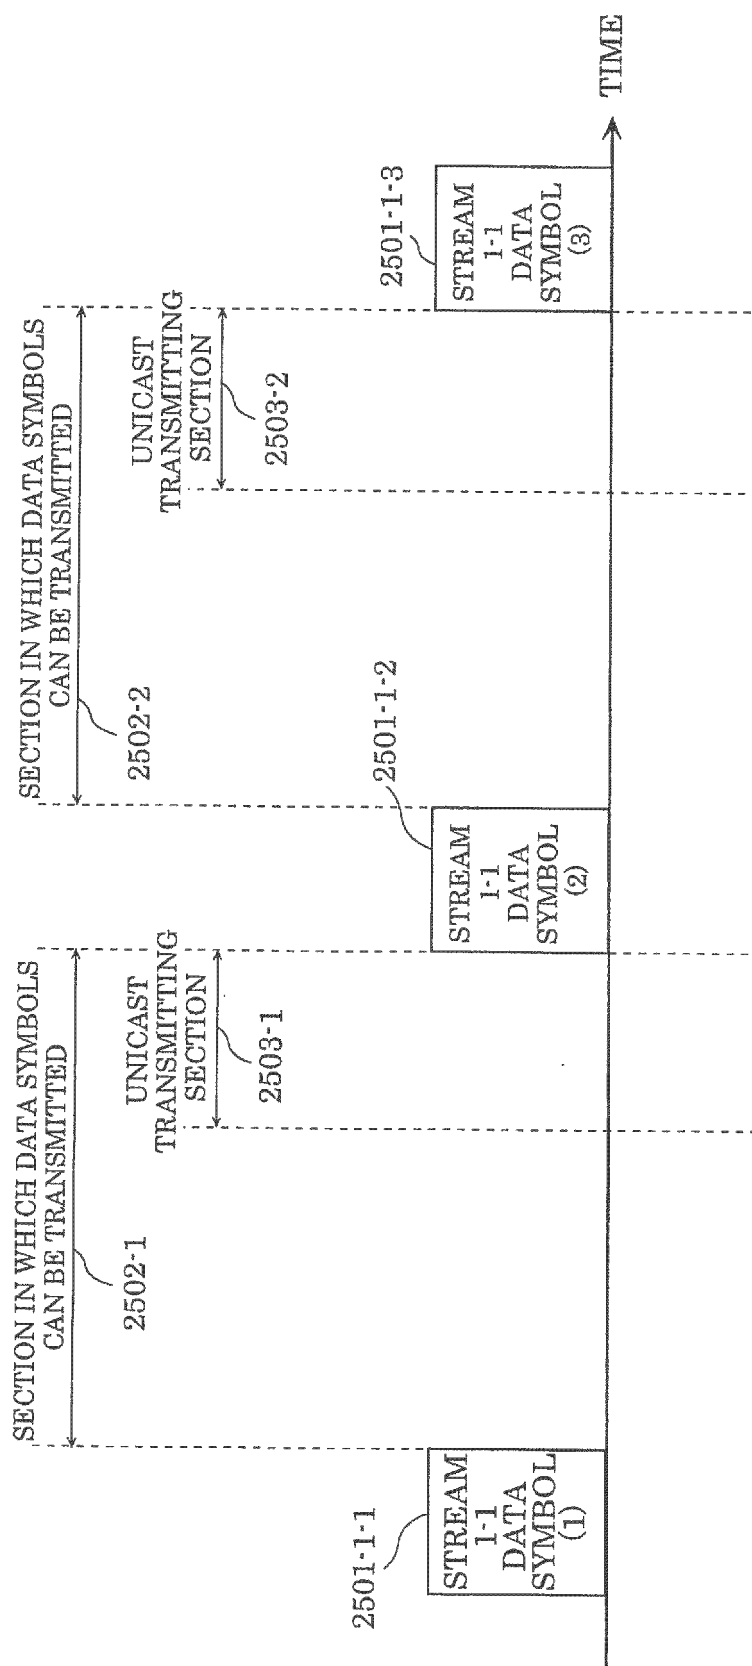 SECTION IN WHICH DATA SYMBOLS
CAN BE TRANSMITTED
2502-1
UNICAST
TRANSMITTING
SECTION
2503-1
SECTION IN WHICH DATA SYMBOLS
CAN BE TRANSMITTED
2502-2
UNICAST
TRANSMITTING
SECTION
2503-2
2501-1-1
STREAM
1-1
DATA
SYMBOL
(1)
2501-1-2
STREAM
1-1
DATA
SYMBOL
(2)
2501-1-3
STREAM
1-1
DATA
SYMBOL
(3)
TIME